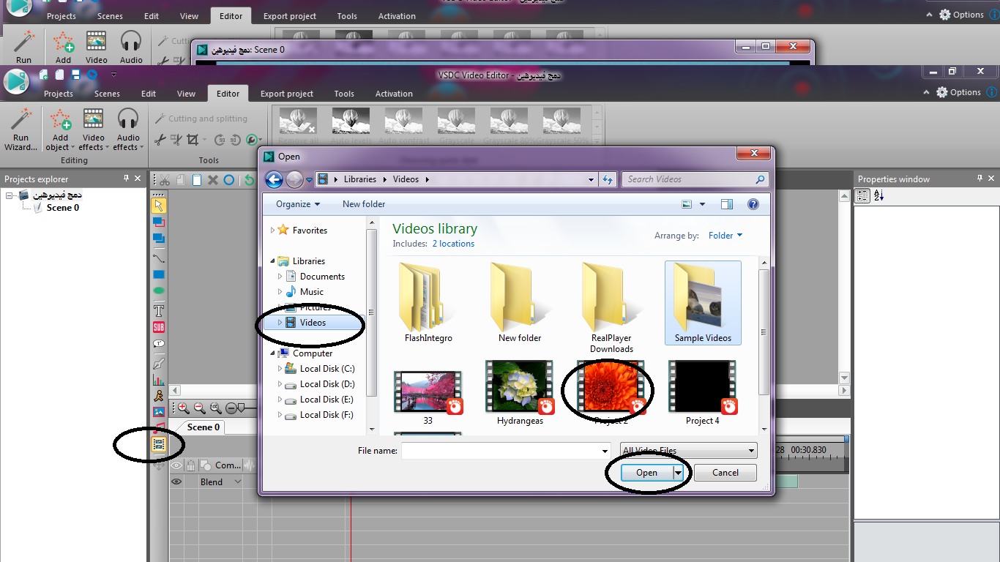 Projects Scenes Edit View Editor Export project Tools Activation Options
Run Add Video Audio
دمج فيديوهين: Scene 0
VSDC Video Editor - دمج فيديوهين
Projects Scenes Edit View Editor Export project Tools Activation Options
Run Wizard...
Add object
Video effects
Audio effects
Editing
Cutting and splitting
Tools
Remove all Auto levels Auto contrast Grayscale Grayscale 80% Grayscale 50%
Projects explorer
دمج فيديوهين
Scene 0
Properties window
Open
Libraries Videos
Search Videos
Organize New folder
Favorites
Libraries
Documents
Music
Pictures
Videos
Computer
Local Disk (C:)
Local Disk (D:)
Local Disk (E:)
Local Disk (F:)
Videos library
Includes: 2 locations
Arrange by: Folder
FlashIntegro
New folder
RealPlayer
Downloads
Sample Videos
33
Hydrangeas
Project 2
Project 4
File name:
All Video Files
Open Cancel
T
SUB
T
Scene 0
28 00:30.830
Com...
Blend